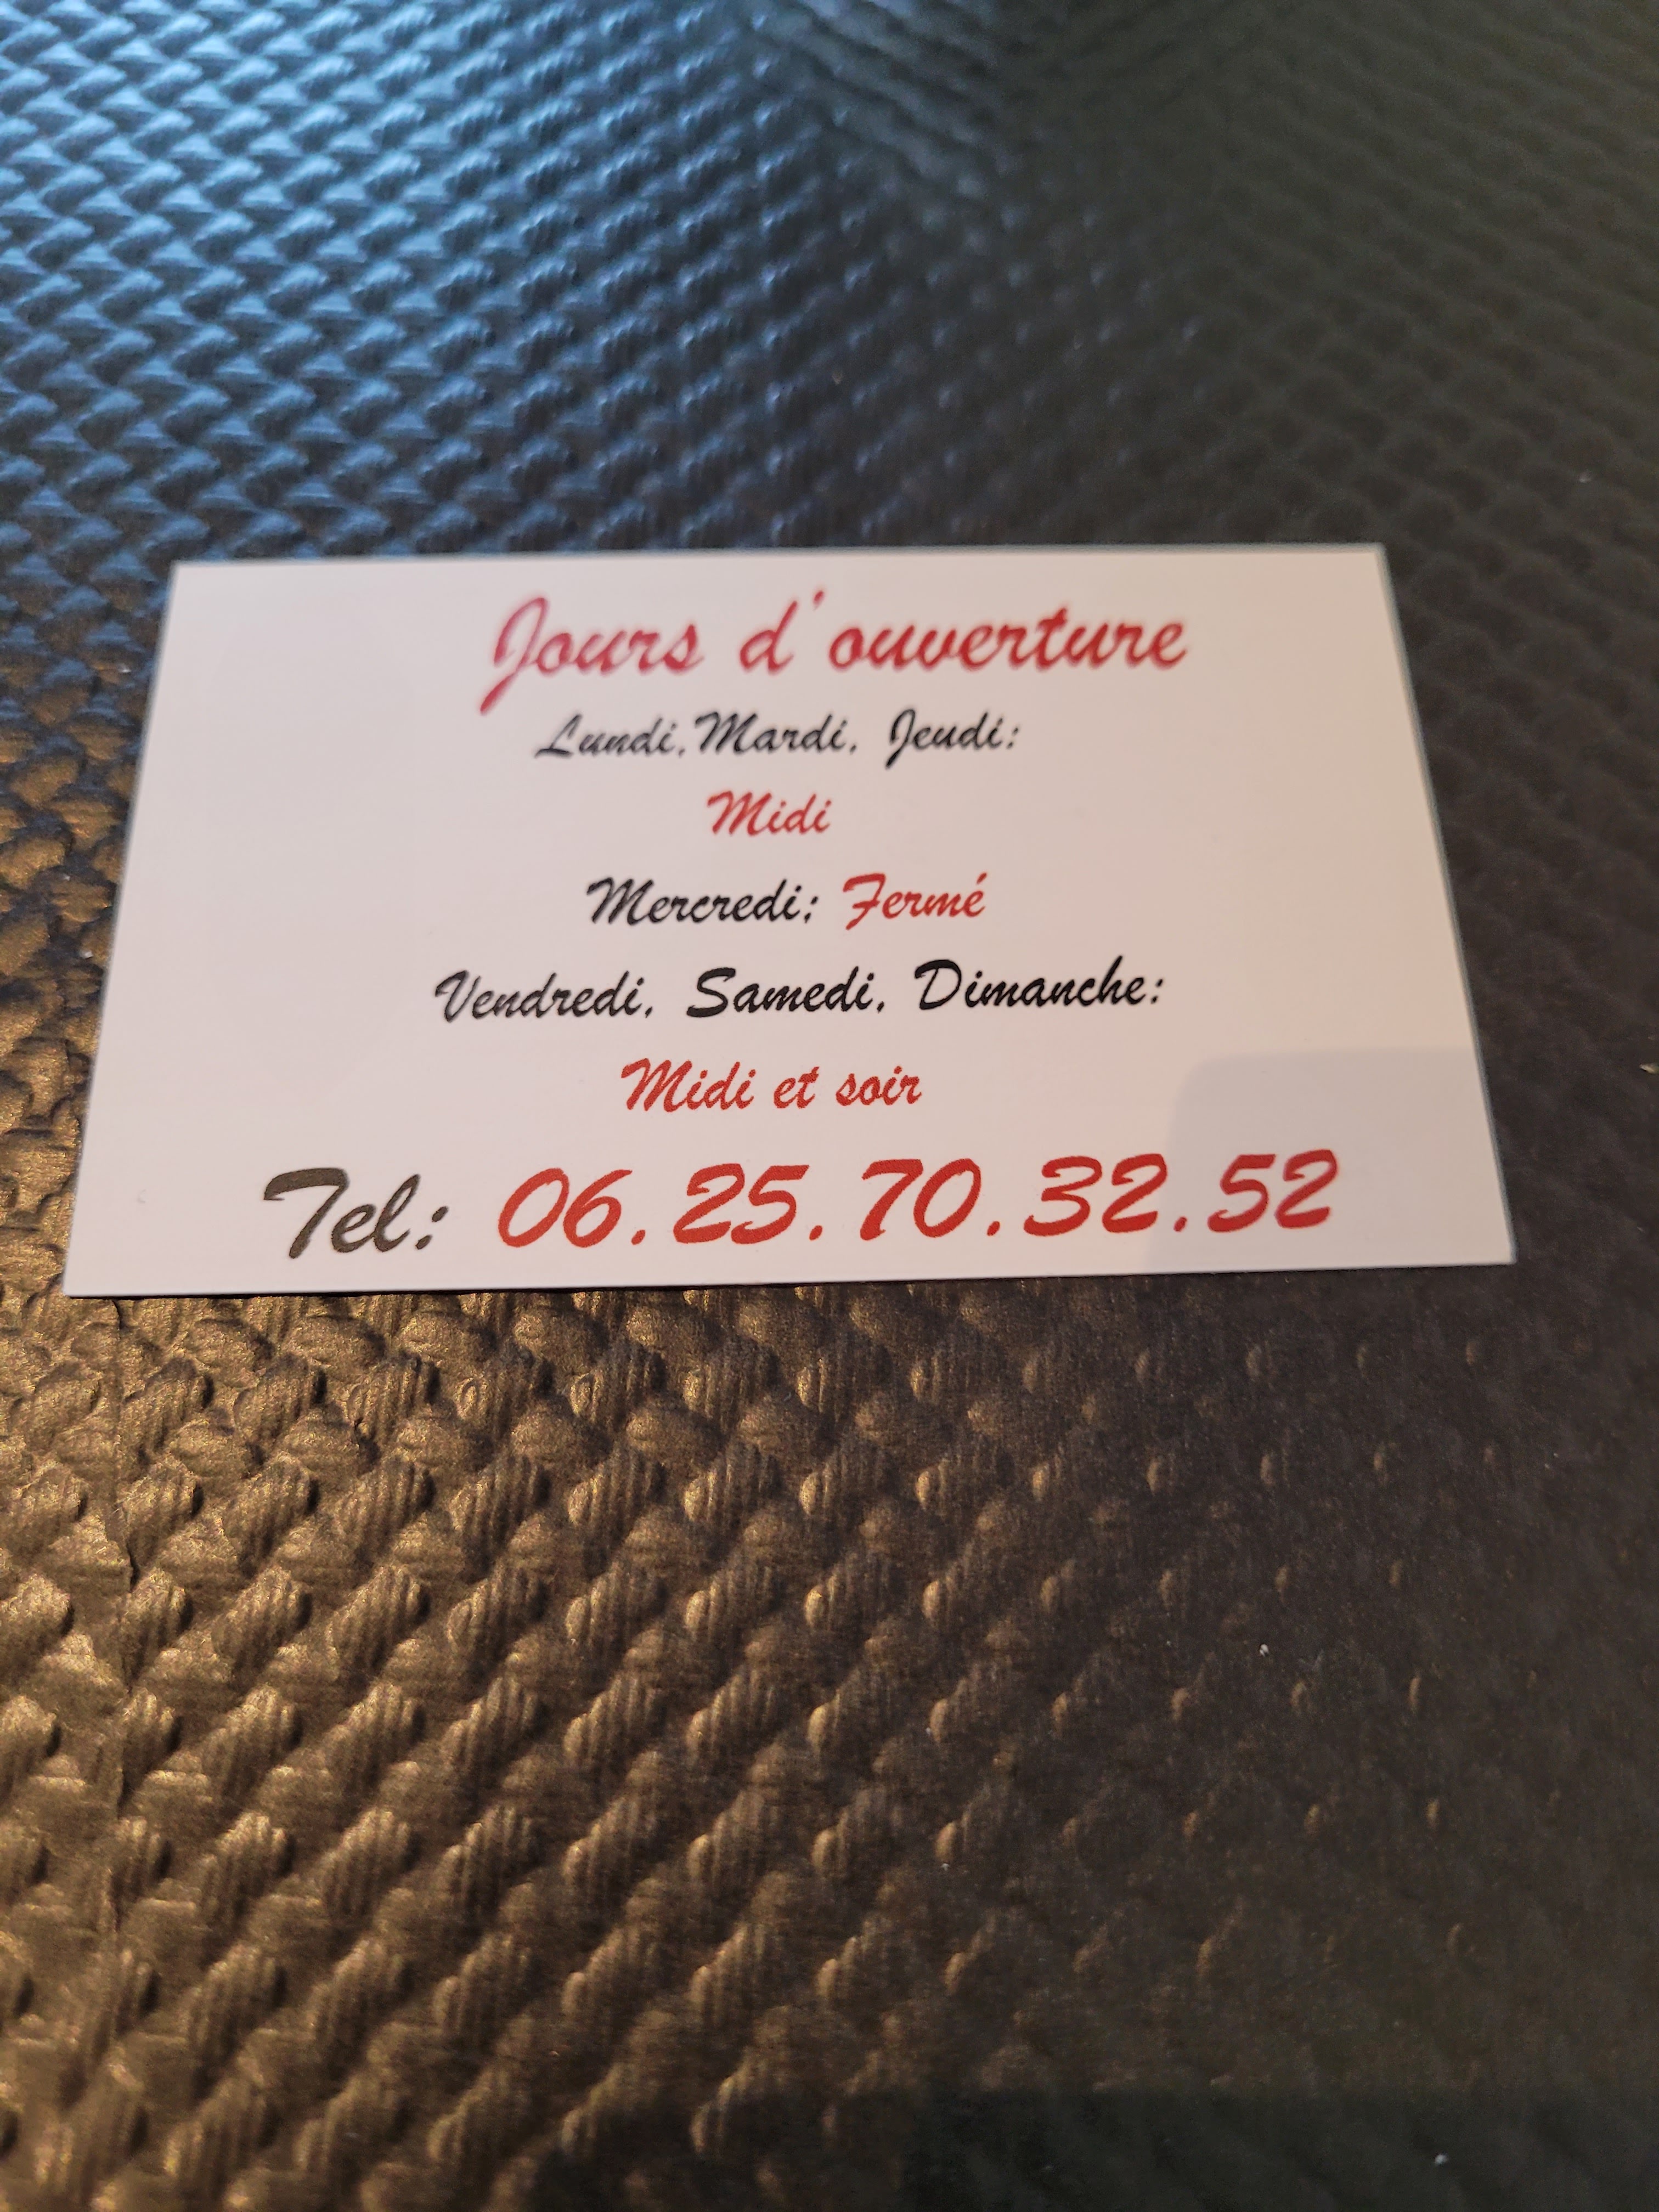 Jours d'ouverture
Lundi, Mardi, Jeudi:
Midi
Mercredi: Fermé
Vendredi, Samedi, Dimanche:
Midi et soir
Tel: 06.25.70.32.52